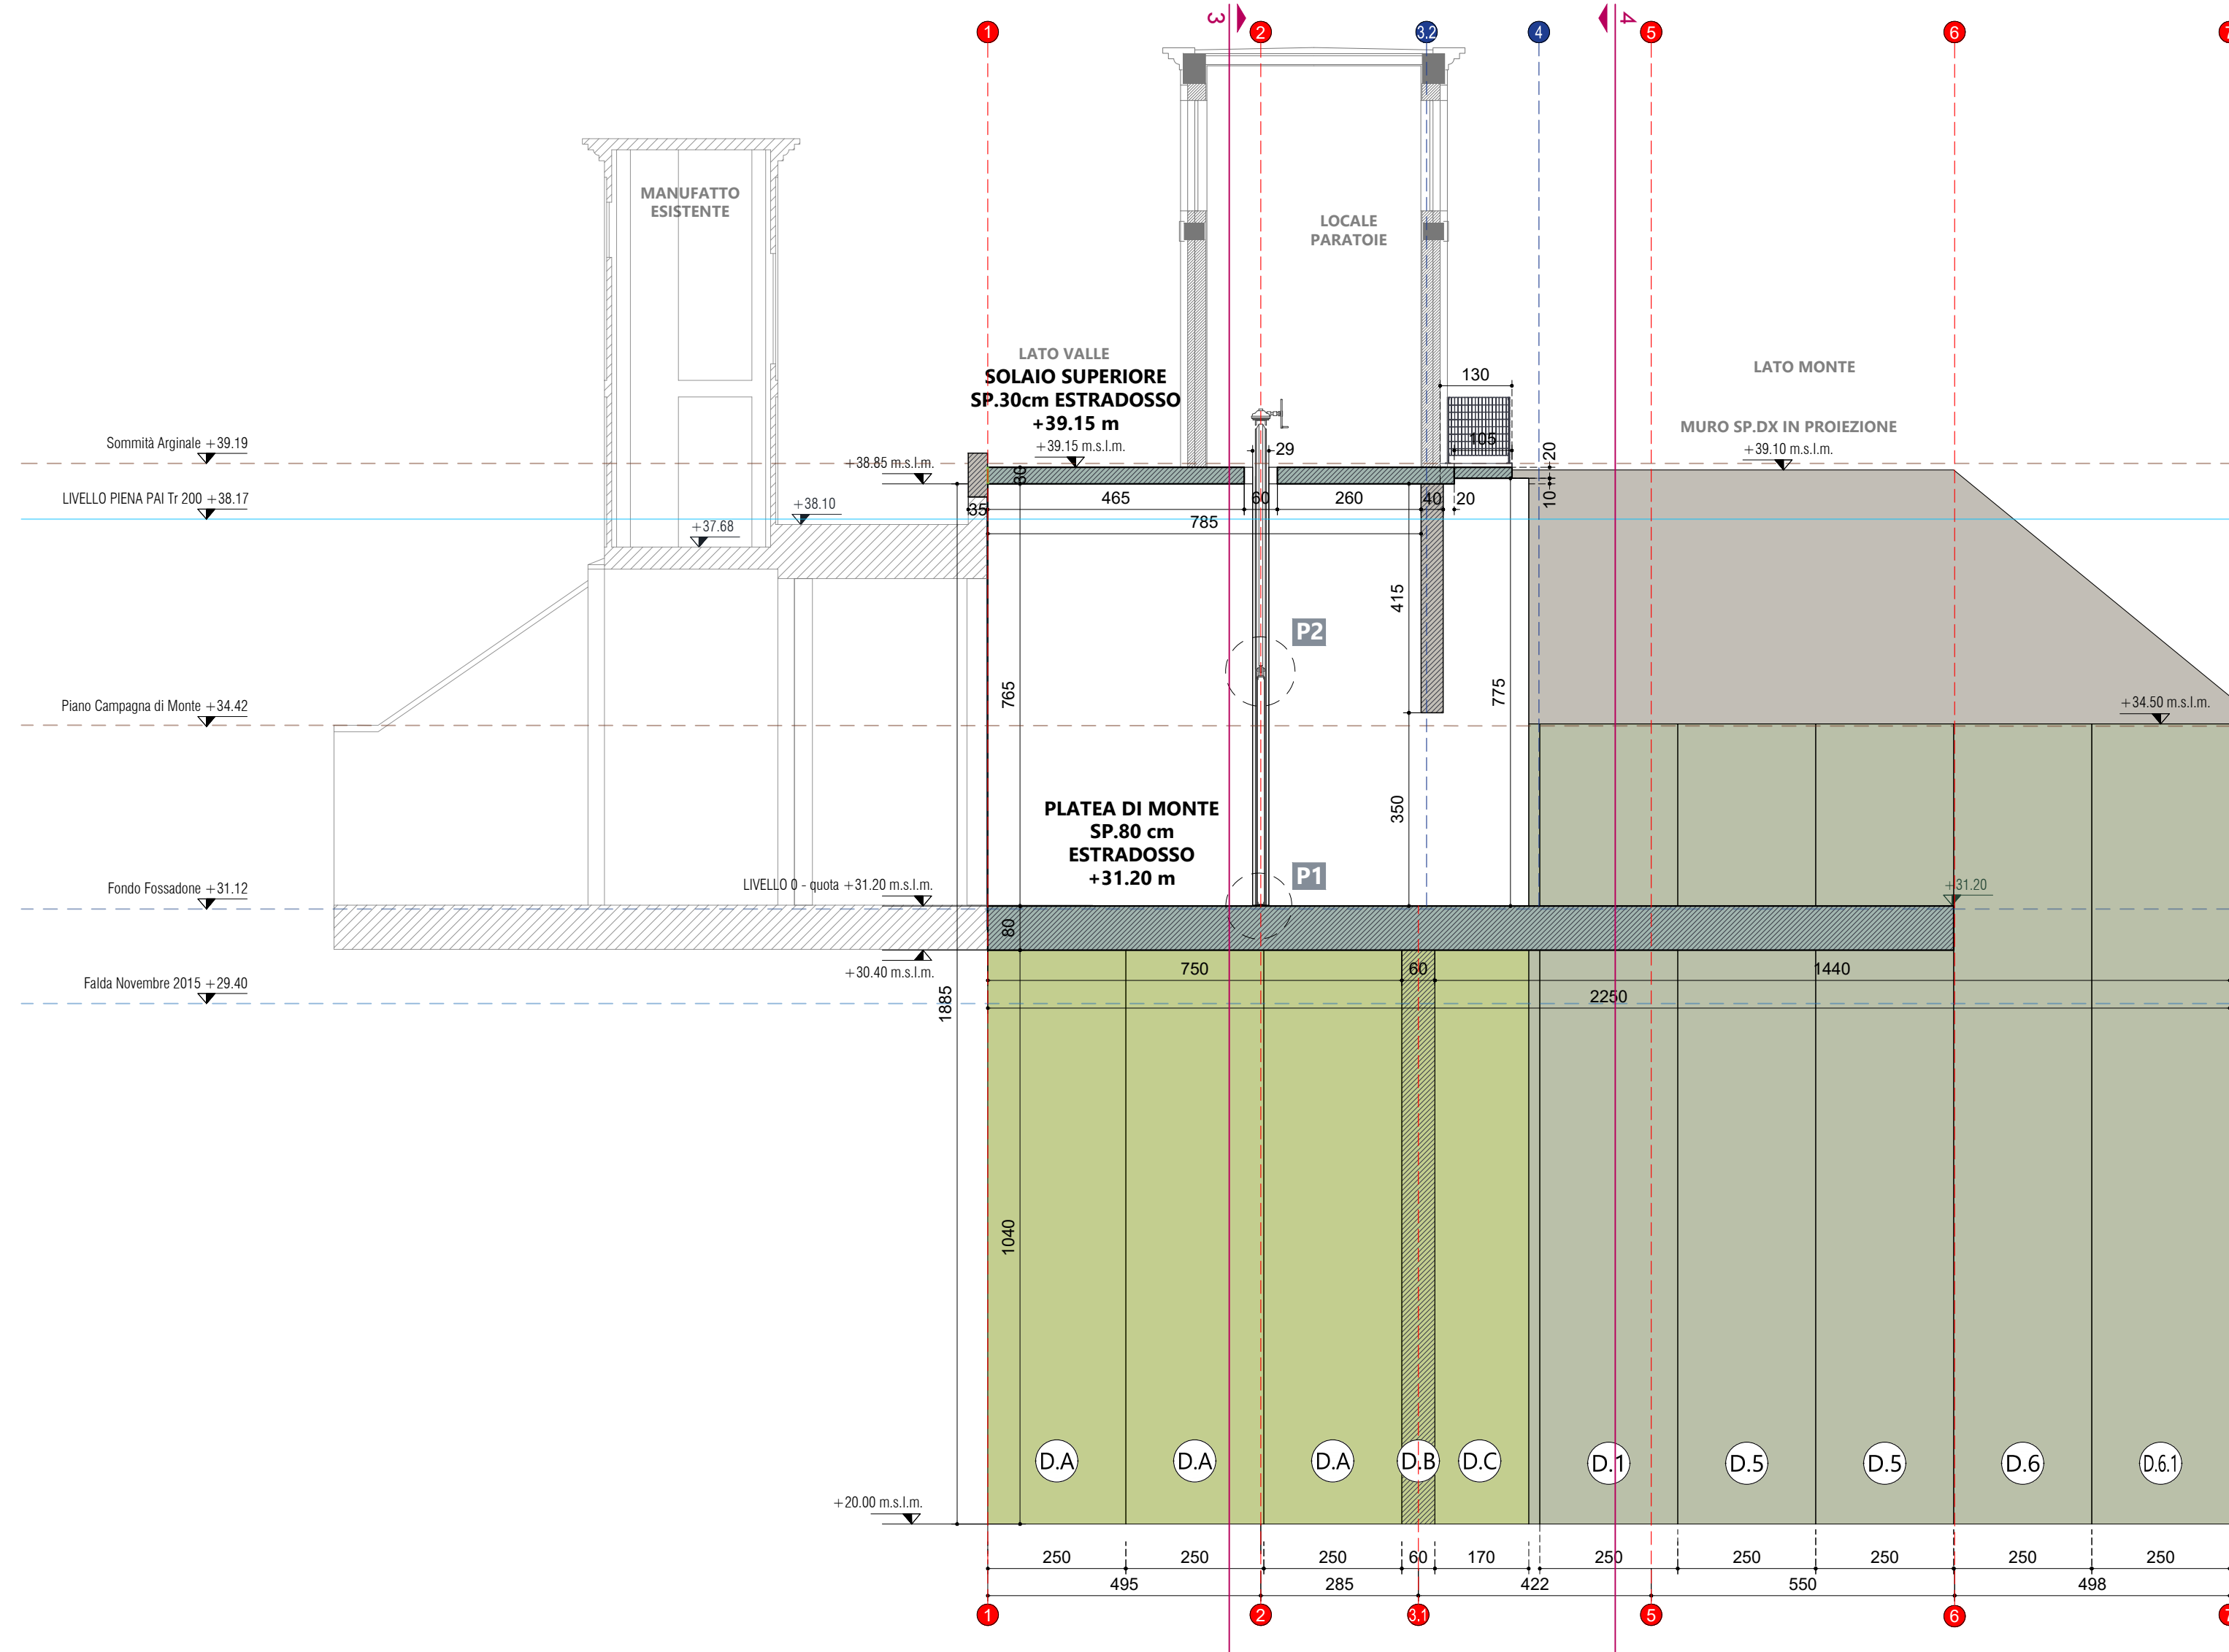 3
4
1
2
3.2
4
5
6
7
MANUFATTO
ESISTENTE
LOCALE
PARATOIE
LATO VALLE
SOLAIO SUPERIORE
SP.30cm ESTRADOSSO
+39.15 m
+39.15 m.s.l.m.
130
105
20
10
LATO MONTE
MURO SP.DX IN PROIEZIONE
+39.10 m.s.l.m.
Sommità Arginale +39.19
+38.85 m.s.l.m.
30
29
LIVELLO PIENA PAI Tr 200 +38.17
+38.10
+37.68
35
465
60
260
40
20
785
415
P2
765
775
Piano Campagna di Monte +34.42
+34.50 m.s.l.m.
350
PLATEA DI MONTE
SP.80 cm
ESTRADOSSO
+31.20 m
P1
Fondo Fossadone +31.12
LIVELLO 0 - quota +31.20 m.s.l.m.
+31.20
80
+30.40 m.s.l.m.
Falda Novembre 2015 +29.40
750
60
1440
2250
1885
1040
D.A
D.A
D.A
D.B
D.C
D.1
D.5
D.5
D.6
D.6.1
+20.00 m.s.l.m.
250
250
250
60
170
250
250
250
250
250
495
285
422
550
498
1
2
3.1
5
6
7